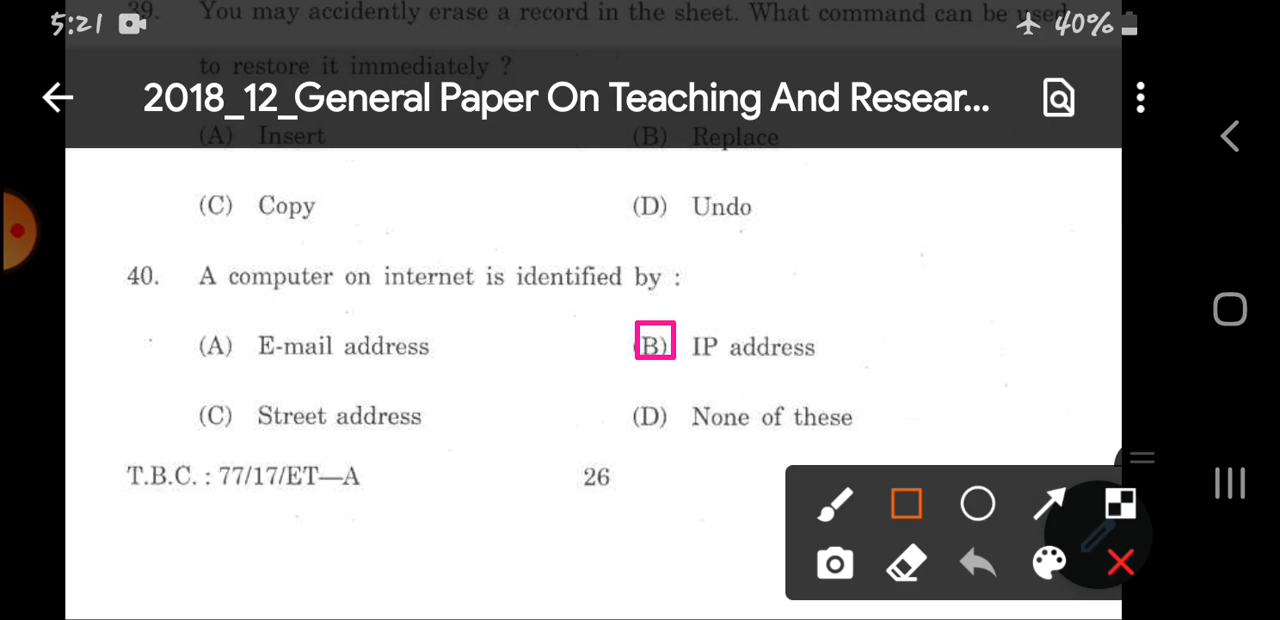 39. You may accidently erase a record in the sheet. What command can be used
5:21 40%
to restore it immediately ?
2018_12_General Paper On Teaching And Resear...
(A) Insert (B) Replace
(C) Copy (D) Undo
40. A computer on internet is identified by :
(A) E-mail address (B) IP address
(C) Street address (D) None of these
T.B.C. : 77/17/ET—A 26